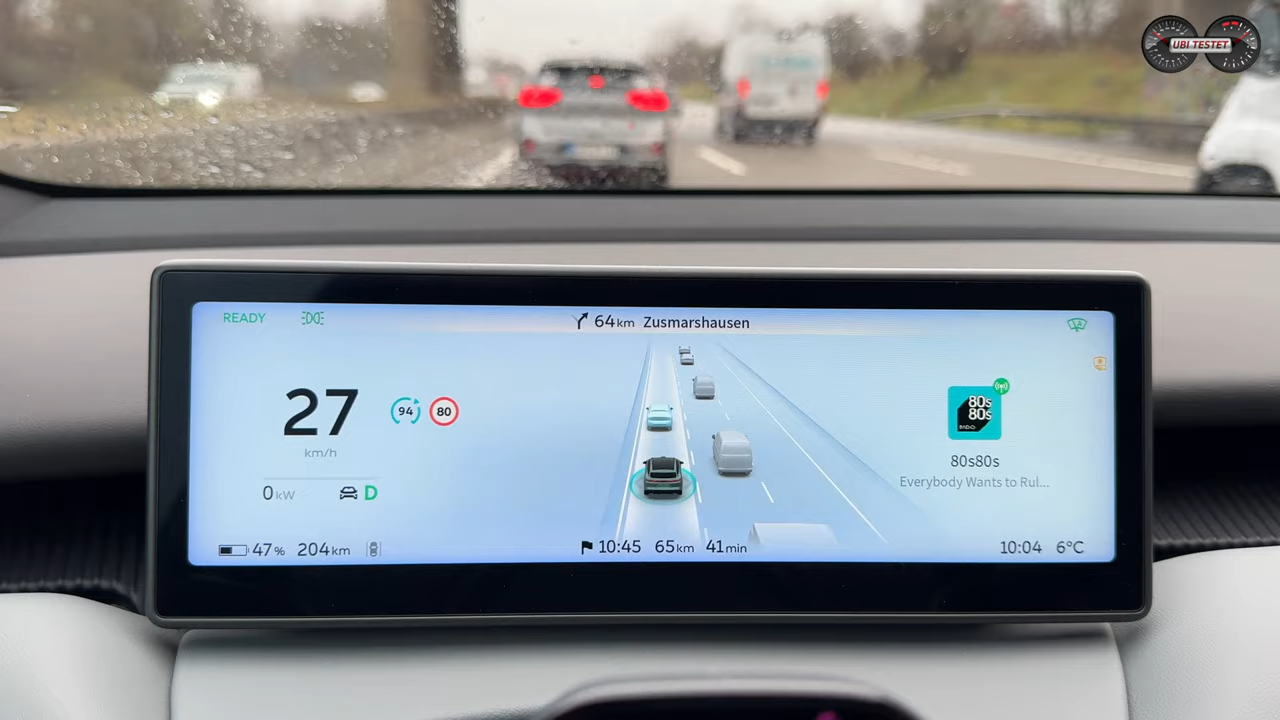 UBI TESTET
READY
64km Zusmarshausen
27
km/h
94
80
0kW
D
80s
80s
RADIO
80s80s
Everybody Wants to Rul...
47% 204km
10:45 65km 41min
10:04 6°C